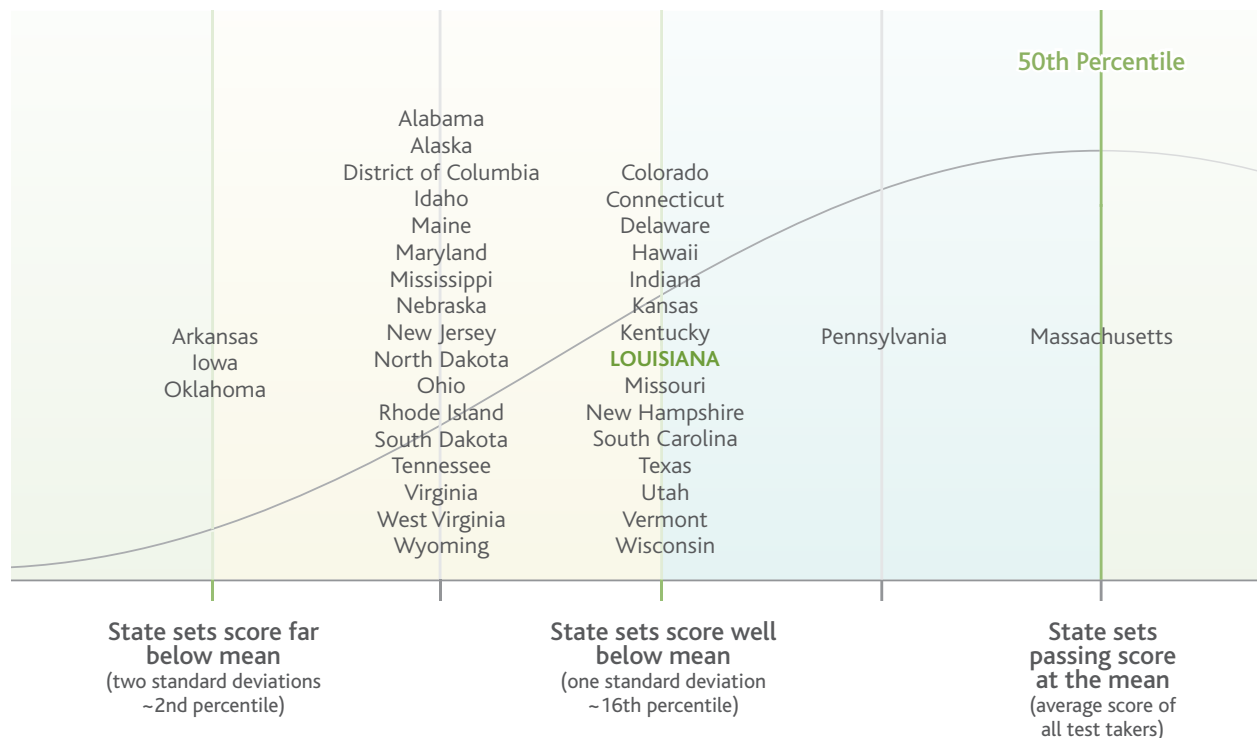 50th Percentile
Alabama
Alaska
District of Columbia
Idaho
Maine
Maryland
Mississippi
Nebraska
New Jersey
North Dakota
Ohio
Rhode Island
South Dakota
Tennessee
Virginia
West Virginia
Wyoming
Colorado
Connecticut
Delaware
Hawaii
Indiana
Kansas
Kentucky
LOUISIANA
Missouri
New Hampshire
South Carolina
Texas
Utah
Vermont
Wisconsin
Arkansas
Iowa
Oklahoma
Pennsylvania
Massachusetts
State sets score far
below mean
(two standard deviations
~2nd percentile)
State sets score well
below mean
(one standard deviation
~16th percentile)
State sets
passing score
at the mean
(average score of
all test takers)